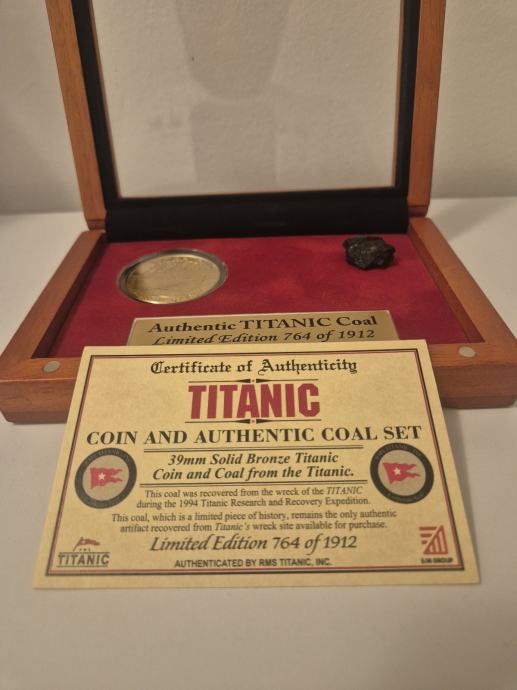 Authentic TITANIC Coal
Limited Edition 764 of 1912
Certificate of Authenticity
TITANIC
COIN AND AUTHENTIC COAL SET
39mm Solid Bronze Titanic
Coin and Coal from the Titanic.
This coal was recovered from the wreck of the TITANIC
during the 1994 Titanic Research and Recovery Expedition.
This coal, which is a limited piece of history, remains the only authentic
artifact recovered from Titanic's wreck site available for purchase.
Limited Edition 764 of 1912
TITANIC
AUTHENTICATED BY RMS TITANIC, INC.